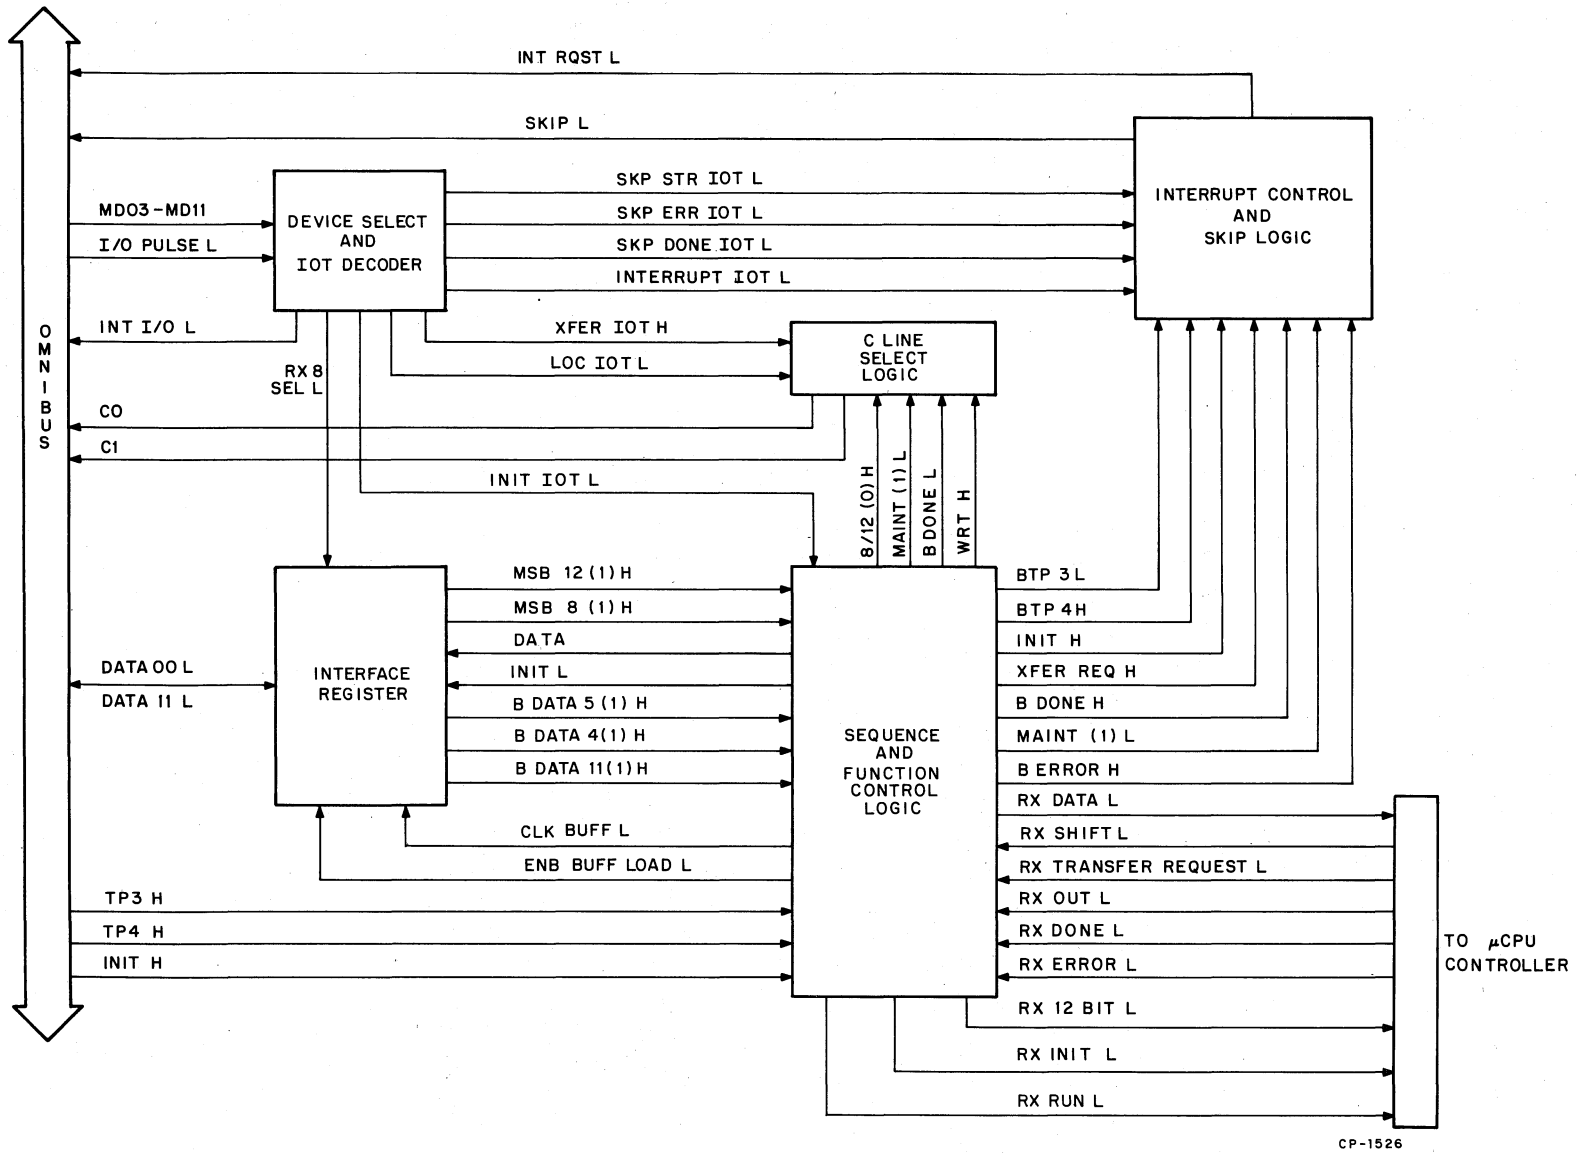 INT RQST L
SKIP L
SKP STR IOT L
MD03-MD11
SKP ERR IOT L
I/O PULSE L
SKP DONE IOT L
INTERRUPT IOT L
DEVICE SELECT
AND
IOT DECODER
INTERRUPT CONTROL
AND
SKIP LOGIC
OMNIBUS
INT I/O L
XFER IOT H
LOC IOT L
RX8
SEL L
C LINE
SELECT
LOGIC
C0
C1
INIT IOT L
8/12 (0) H
MAINT (1) L
B DONE L
WRT H
MSB 12 (1) H
MSB 8 (1) H
DATA
INIT L
B DATA 5 (1) H
B DATA 4(1) H
B DATA 11(1) H
DATA 00 L
DATA 11 L
INTERFACE
REGISTER
SEQUENCE
AND
FUNCTION
CONTROL
LOGIC
BTP 3 L
BTP 4H
INIT H
XFER REQ H
B DONE H
MAINT (1) L
B ERROR H
CLK BUFF L
ENB BUFF LOAD L
TP3 H
TP4 H
INIT H
RX DATA L
RX SHIFT L
RX TRANSFER REQUEST L
RX OUT L
RX DONE L
RX ERROR L
RX 12 BIT L
RX INIT L
RX RUN L
TO μCPU
CONTROLLER
CP-1526